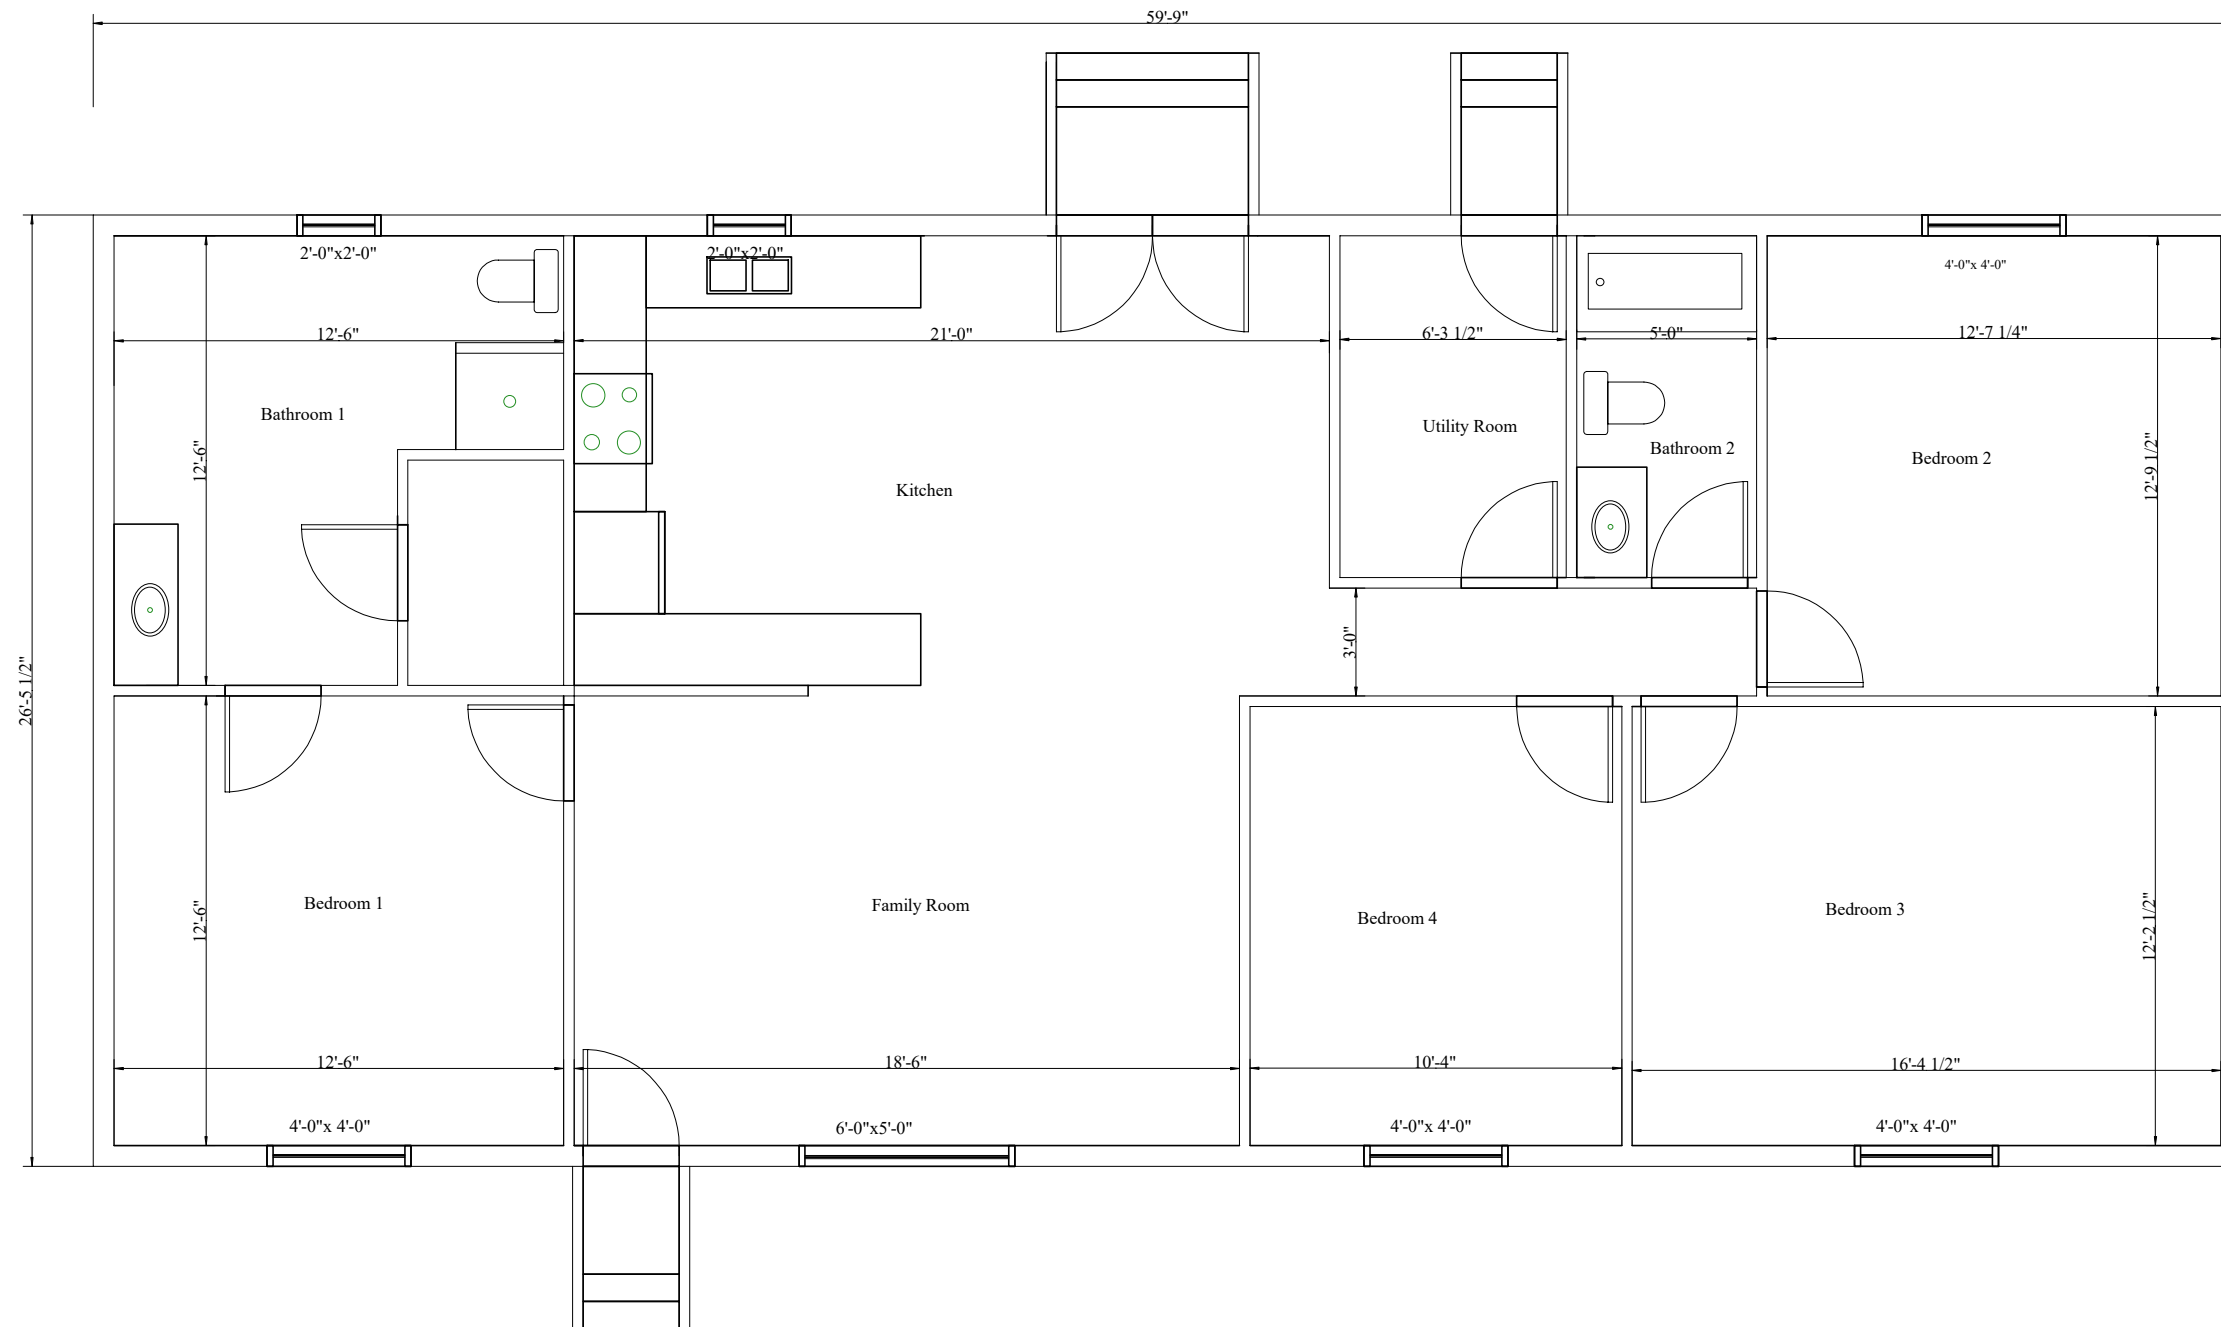 59'-9"
2'-0"x2'-0"
2'-0"x2'-0"
4'-0"x 4'-0"
12'-6"
21'-0"
6'-3 1/2"
5'-0"
12'-7 1/4"
Bathroom 1
Utility Room
Bathroom 2
Bedroom 2
12'-6"
12'-9 1/2"
Kitchen
3'-0"
26'-5 1/2"
Bedroom 1
Family Room
Bedroom 4
Bedroom 3
12'-6"
12'-2 1/2"
12'-6"
18'-6"
10'-4"
16'-4 1/2"
4'-0"x 4'-0"
6'-0"x5'-0"
4'-0"x 4'-0"
4'-0"x 4'-0"